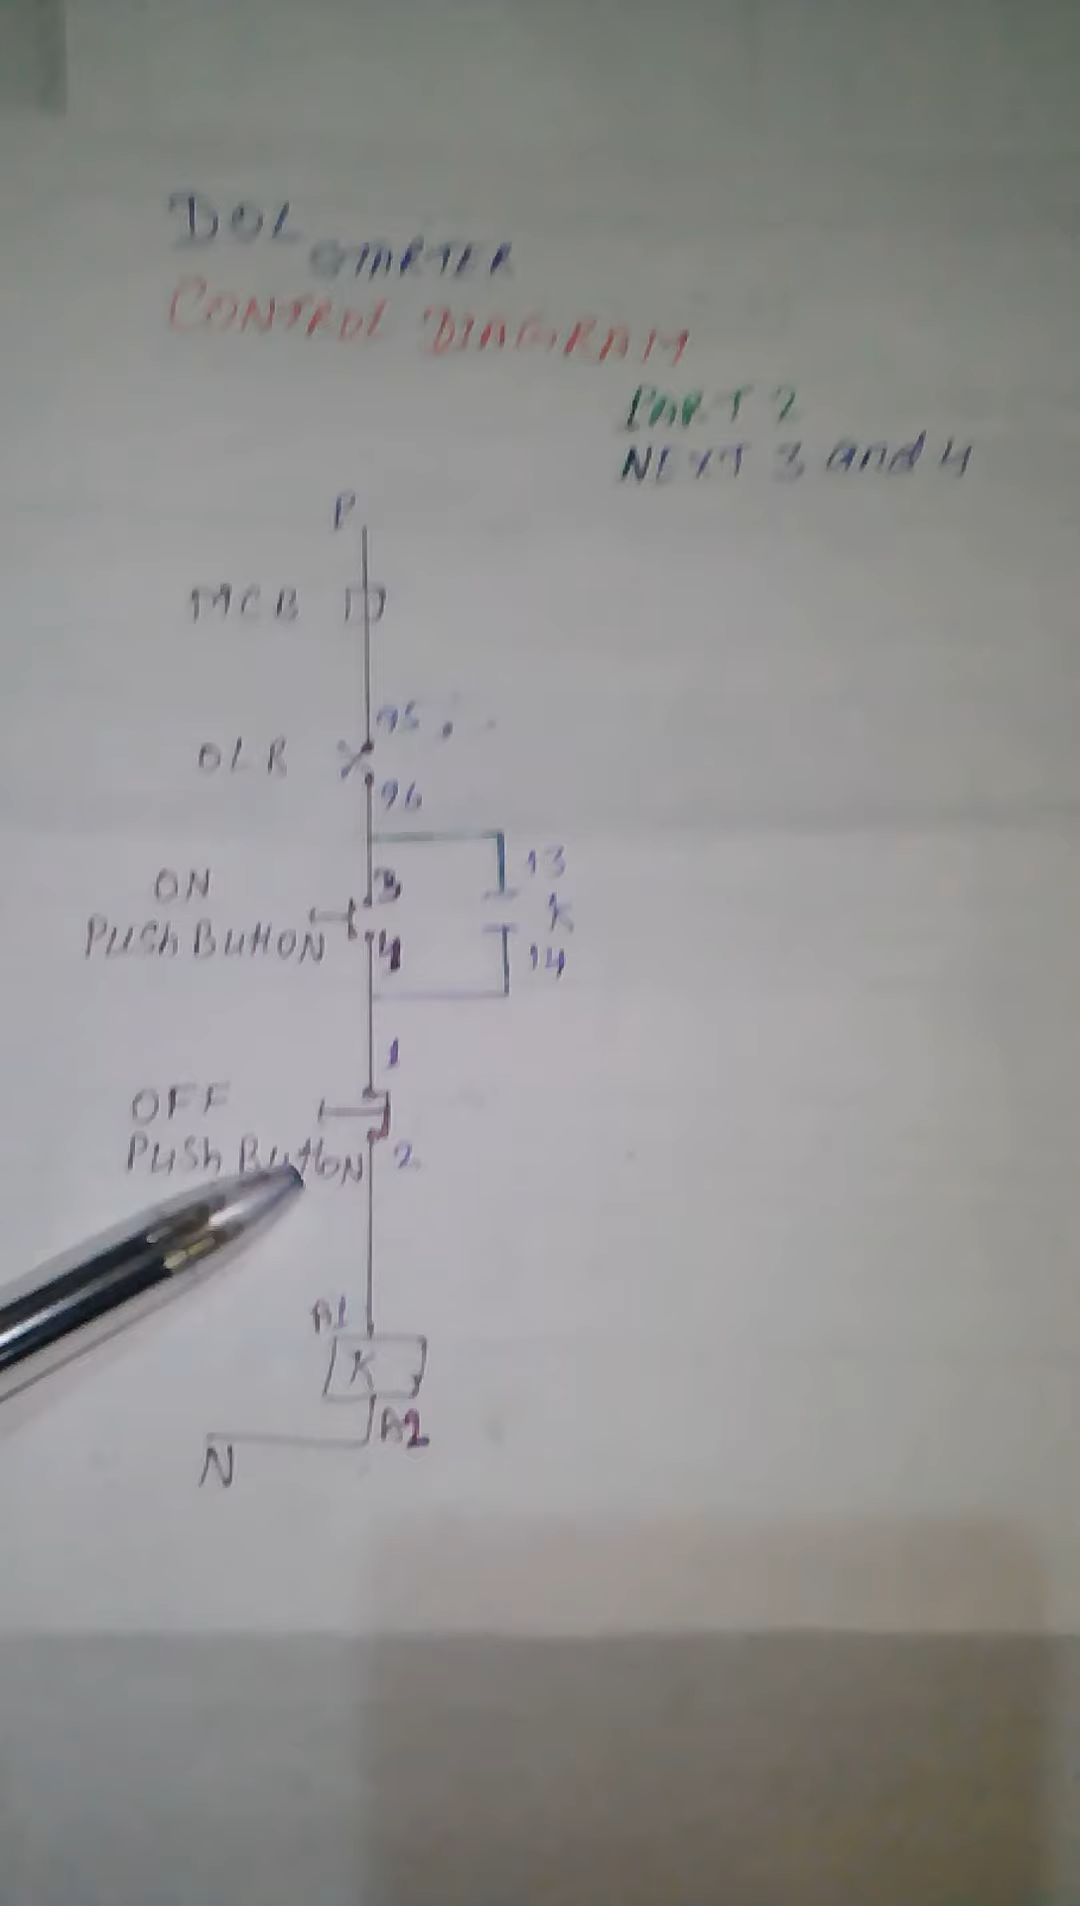 DOL
STARTER
CONTROL DIAGRAM
PART 2
NEXT 3 and 4
P
MCB
95
OLR
96
13
ON
3
K
PUSh BUttON
4
14
1
OFF
PUSh ButtoN
2
A1
K
A2
N